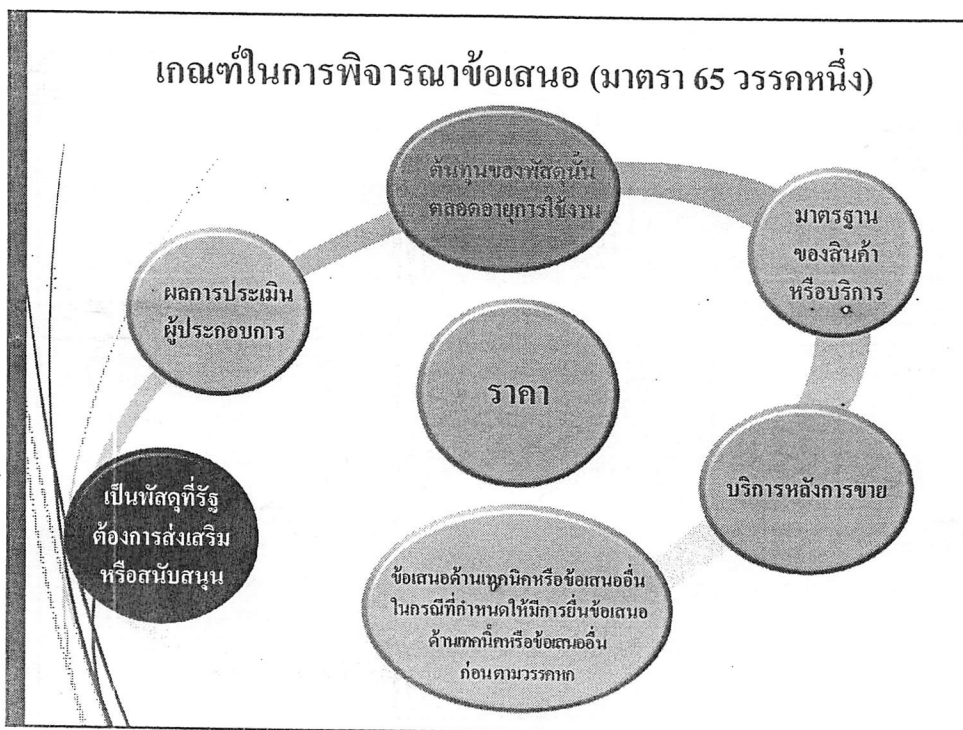 เกณฑ์ในการพิจารณาข้อเสนอ (มาตรา 65 วรรคหนึ่ง)
ต้นทุนของพัสดุนั้น
ตลอดอายุการใช้งาน
มาตรฐาน
ของสินค้า
หรือบริการ
ผลการประเมิน
ผู้ประกอบการ
ราคา
บริการหลังการขาย
เป็นพัสดุที่รัฐ
ต้องการส่งเสริม
หรือสนับสนุน
ข้อเสนอด้านเทคนิคหรือข้อเสนออื่น
ในกรณีที่กำหนดให้มีการยื่นข้อเสนอ
ด้านเทคนิคหรือข้อเสนออื่น
ก่อนตามวรรคหก